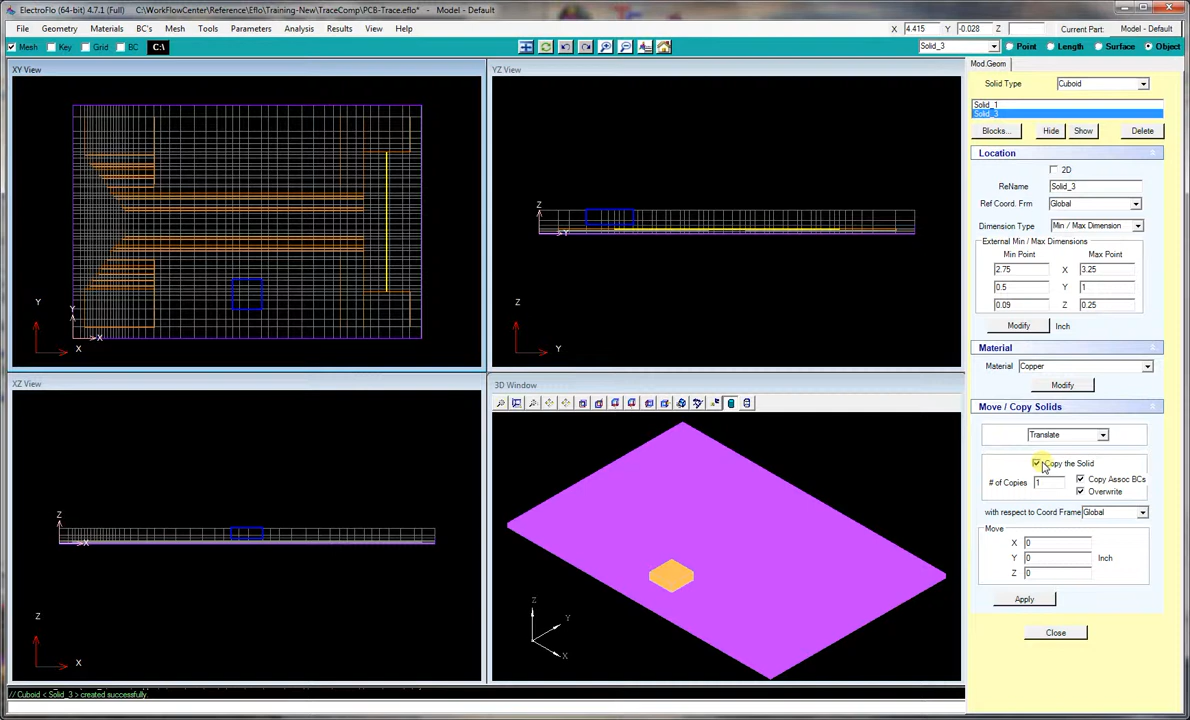 ElectroFlo (64-bit) 4.7.1 (Full) C:\WorkFlowCenter\Reference\Eflo\Training-New\TraceComp\PCB-Trace.eflo* - Model - Default
File Geometry Materials BC's Mesh Tools Parameters Analysis Results View Help X 4.415 Y -0.028 Z Current Part: Model - Default
Mesh Key Grid BC C:\ Solid_3 Point Length Surface Object
XY View
YZ View
Mod.Geom
Solid Type Cuboid
Solid_1
Solid_3
Blocks... Hide Show Delete
Location
2D
ReName Solid_3
Ref Coord. Frm Global
Dimension Type Min / Max Dimension
External Min / Max Dimensions
Min Point Max Point
2.75 X 3.25
0.5 Y 1
0.09 Z 0.25
Modify Inch
Material
Material Copper
Modify
Move / Copy Solids
Translate
Copy the Solid
# of Copies 1 Copy Assoc BCs
Overwrite
with respect to Coord Frame Global
Move
X 0
Y 0 Inch
Z 0
Apply
Close
Y
Y
X
X
Z
Y
Z
Y
XZ View
3D Window
Z
X
Z
X
Z
Y
X
// Cuboid < Solid_3 > created successfully.